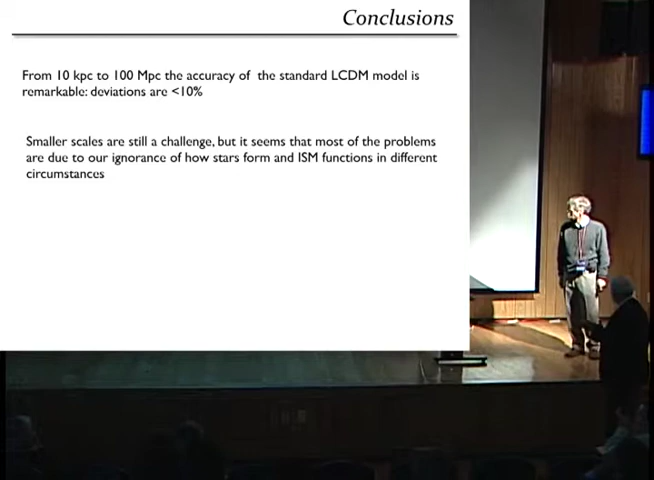 Conclusions
From 10 kpc to 100 Mpc the accuracy of the standard LCDM model is
remarkable: deviations are <10%
Smaller scales are still a challenge, but it seems that most of the problems
are due to our ignorance of how stars form and ISM functions in different
circumstances